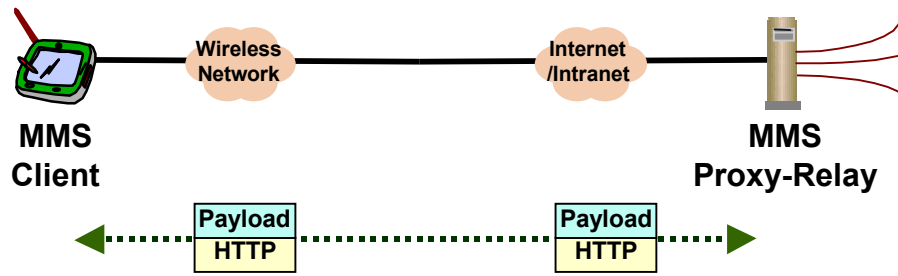 Wireless
Network
Internet
/Intranet
MMS
Client
MMS
Proxy-Relay
Payload
HTTP
Payload
HTTP